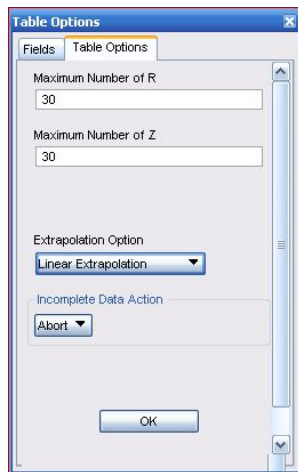 Table Options
Fields Table Options
Maximum Number of R
30
Maximum Number of Z
30
Extrapolation Option
Linear Extrapolation
Incomplete Data Action
Abort
OK